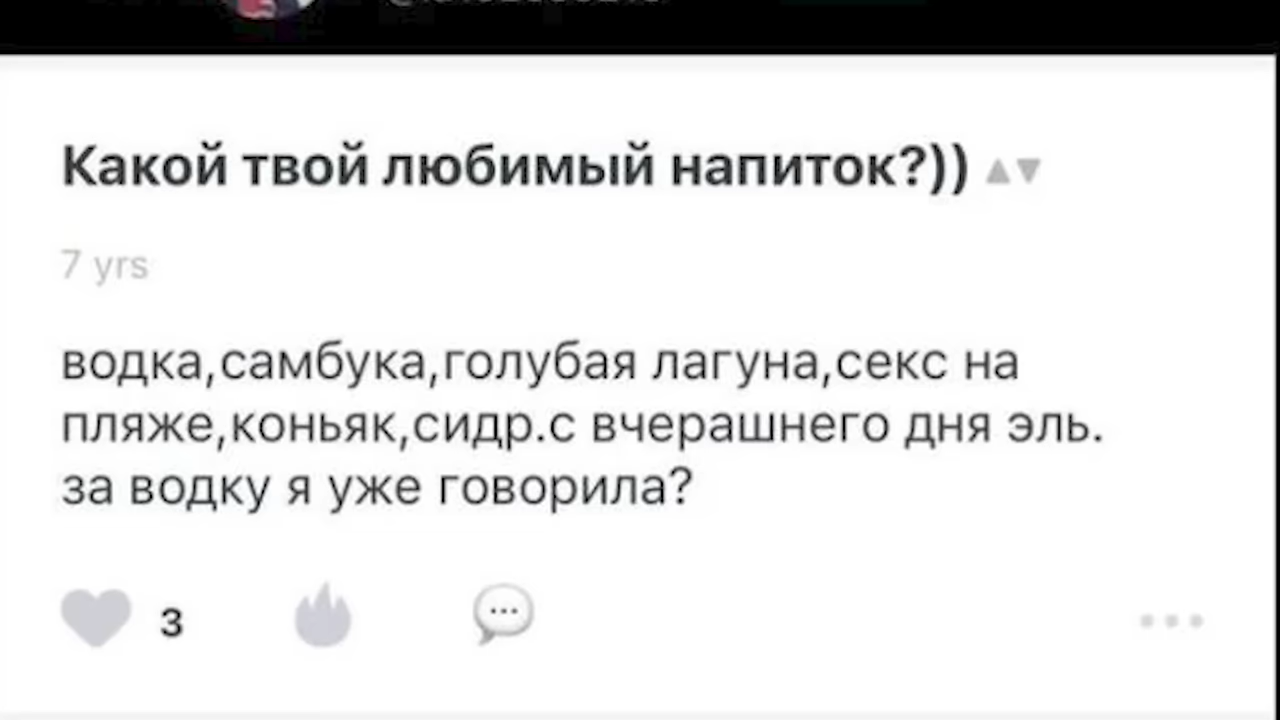 Какой твой любимый напиток?))
7 yrs
водка,самбука,голубая лагуна,секс на
пляже,коньяк,сидр.с вчерашнего дня эль.
за водку я уже говорила?
3